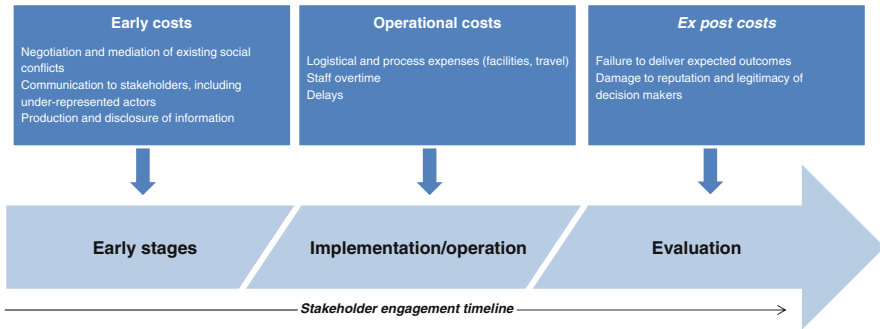 Early costs
Negotiation and mediation of existing social
conflicts
Communication to stakeholders, including
under-represented actors
Production and disclosure of information
Operational costs
Logistical and process expenses (facilities, travel)
Staff overtime
Delays
Ex post costs
Failure to deliver expected outcomes
Damage to reputation and legitimacy of
decision makers
Early stages
Implementation/operation
Evaluation
Stakeholder engagement timeline